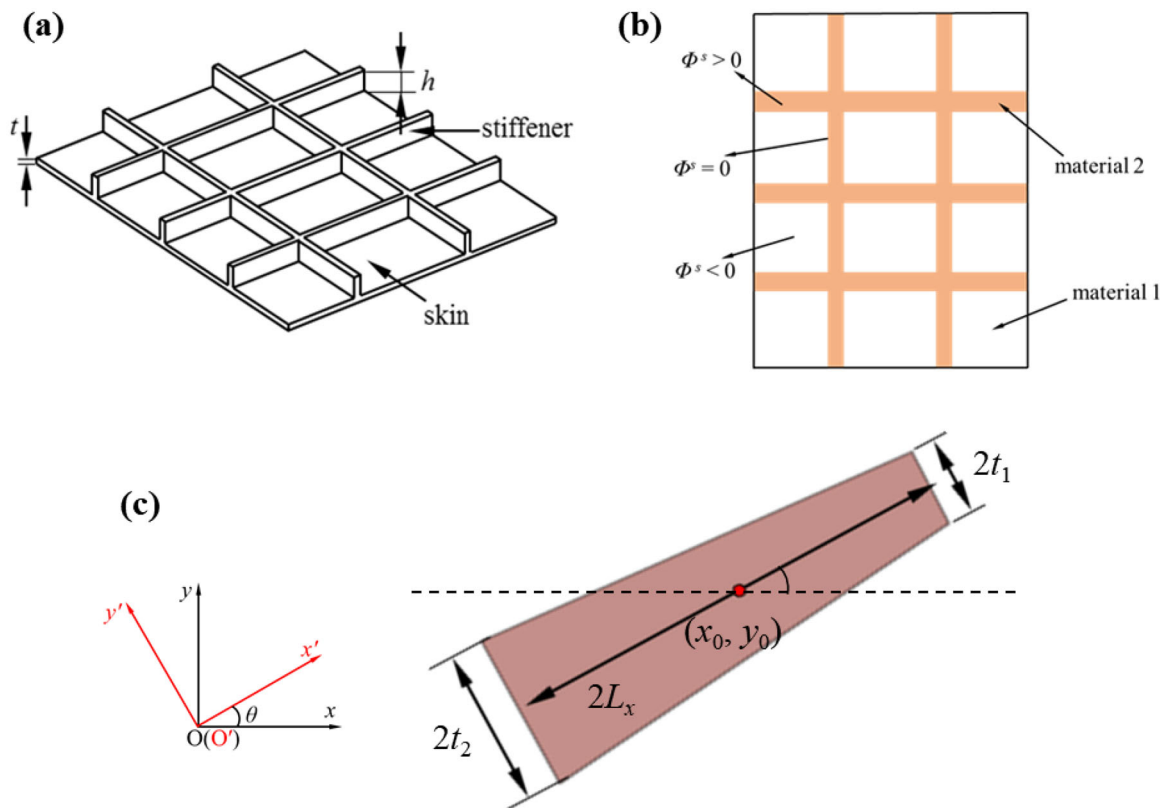 (a)
t
h
stiffener
skin
(b)
Φˢ > 0
Φˢ = 0
Φˢ < 0
material 2
material 1
(c)
y′
y
x′
θ
x
O(O′)
2t₁
(x₀, y₀)
2Lₓ
2t₂